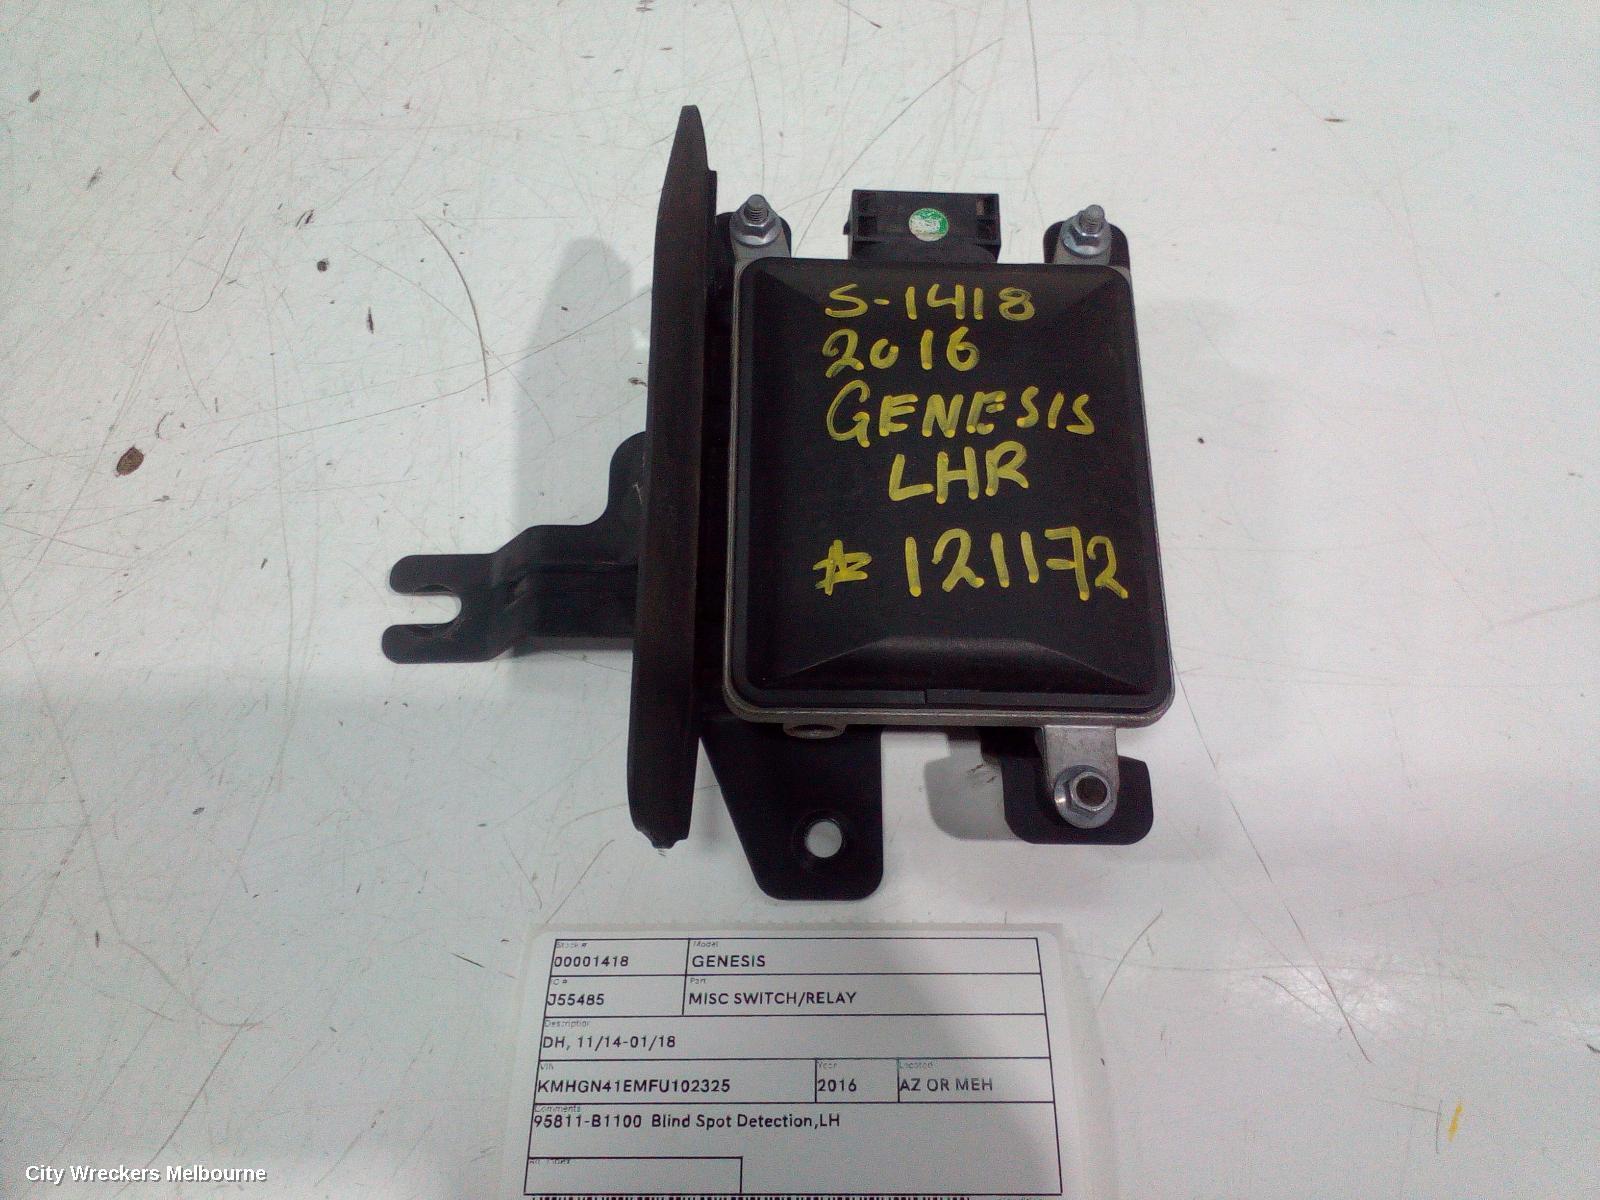 S-1418
2016
GENESIS
LHR
*121172
Stock #
00001418
Model
GENESIS
IC #
J55485
Part
MISC SWITCH/RELAY
Description
DH, 11/14-01/18
VIN
KMHGN41EMFU102325
Year
2016
Location
AZ OR MEH
Comments
95811-B1100 Blind Spot Detection,LH
City Wreckers Melbourne